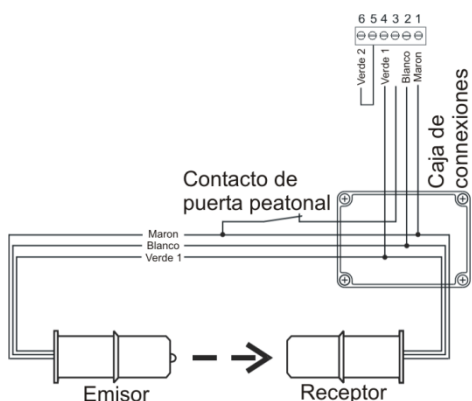 6 5 4 3 2 1
Verde 2
Verde 1
Blanco
Maron
Caja de
connexiones
Contacto de
puerta peatonal
Maron
Blanco
Verde 1
Emisor
Receptor